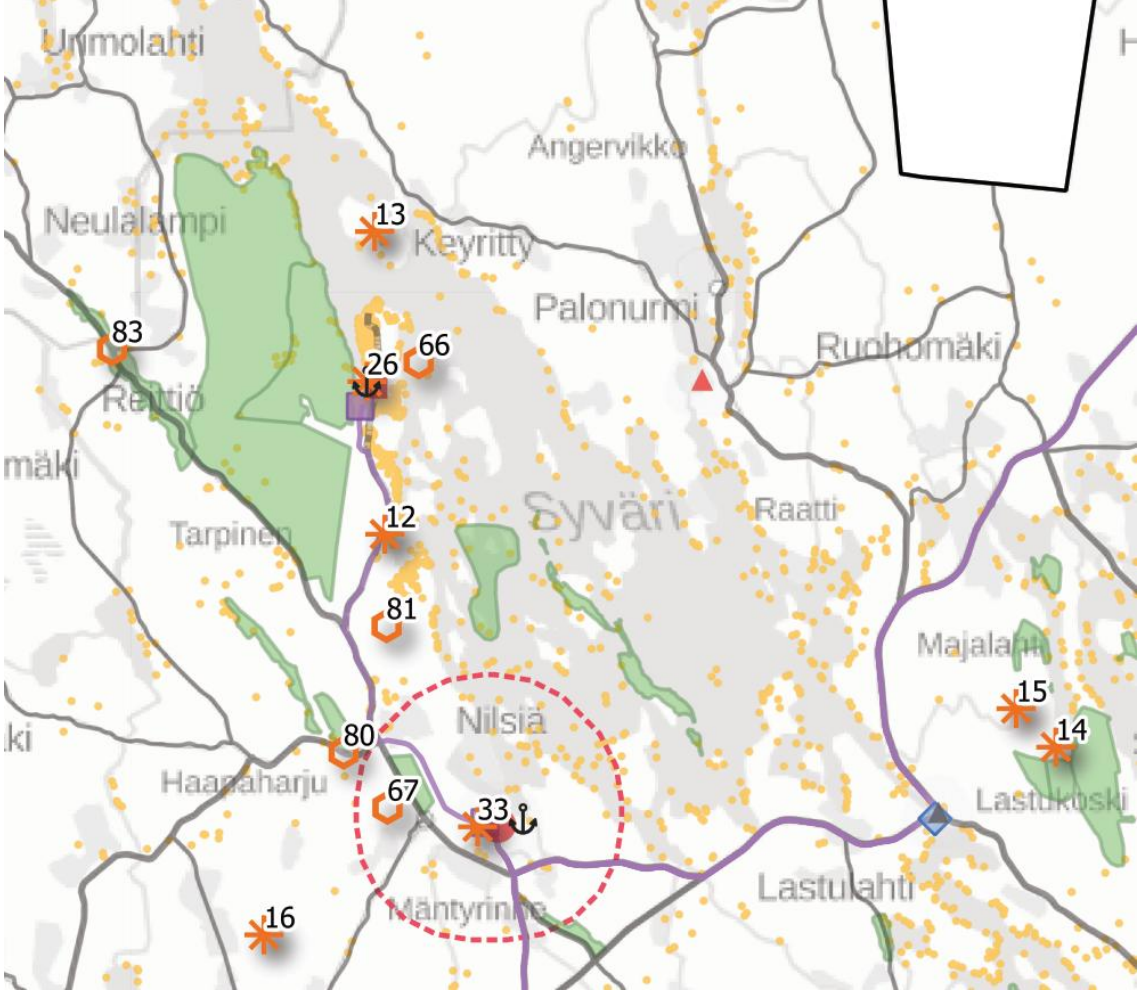 Urimolahti
H
Angervikko
Neulalampi
13
Keyritty
Palonurmi
83
66
Ruohomäki
26
Reittiö
mäki
Syväri
Raatti
12
Tarpinen
81
Majalahti
15
Nilsiä
14
80
ki
Haapaharju
67
Lastukoski
33
Lastulahti
Mäntyrinne
16